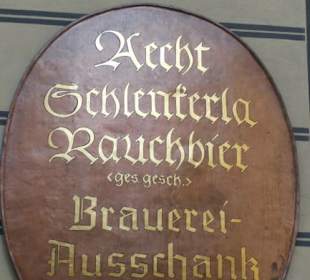 Aecht
Schlenkerla
Rauchbier
<ges. gesch.>
Brauerei-
Ausschank